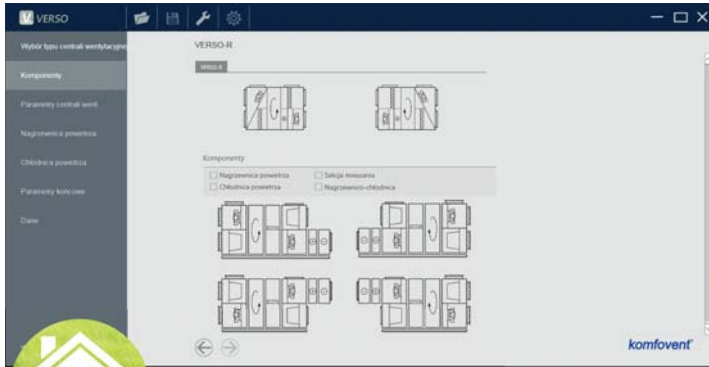 VERSO
Wybór typu centrali wentylacyjnej
Komponenty
Parametry centrali went
Nagrzewnica powietrza
Chłodnica powietrza
Parametry końcowe
Dane
VERSO-R
VERSO-R
Komponenty
Nagrzewnica powietrza
Sekcja mieszania
Chłodnica powietrza
Nagrzewnico-chłodnica
komfovent